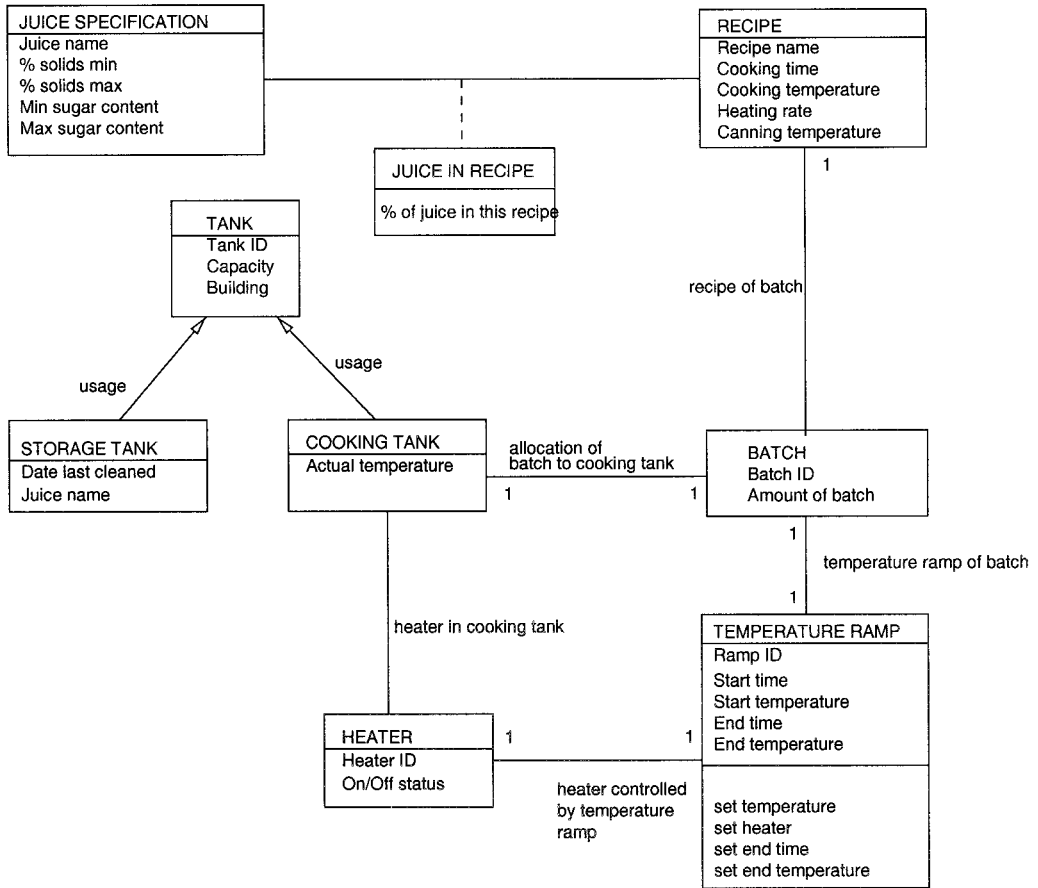 JUICE SPECIFICATION
Juice name
% solids min
% solids max
Min sugar content
Max sugar content
RECIPE
Recipe name
Cooking time
Cooking temperature
Heating rate
Canning temperature
1
JUICE IN RECIPE
% of juice in this recipe
TANK
Tank ID
Capacity
Building
recipe of batch
usage
usage
STORAGE TANK
Date last cleaned
Juice name
COOKING TANK
Actual temperature
allocation of
batch to cooking tank
1
1
BATCH
Batch ID
Amount of batch
1
temperature ramp of batch
1
heater in cooking tank
TEMPERATURE RAMP
Ramp ID
Start time
Start temperature
End time
End temperature
set temperature
set heater
set end time
set end temperature
HEATER
Heater ID
On/Off status
1
1
heater controlled
by temperature
ramp